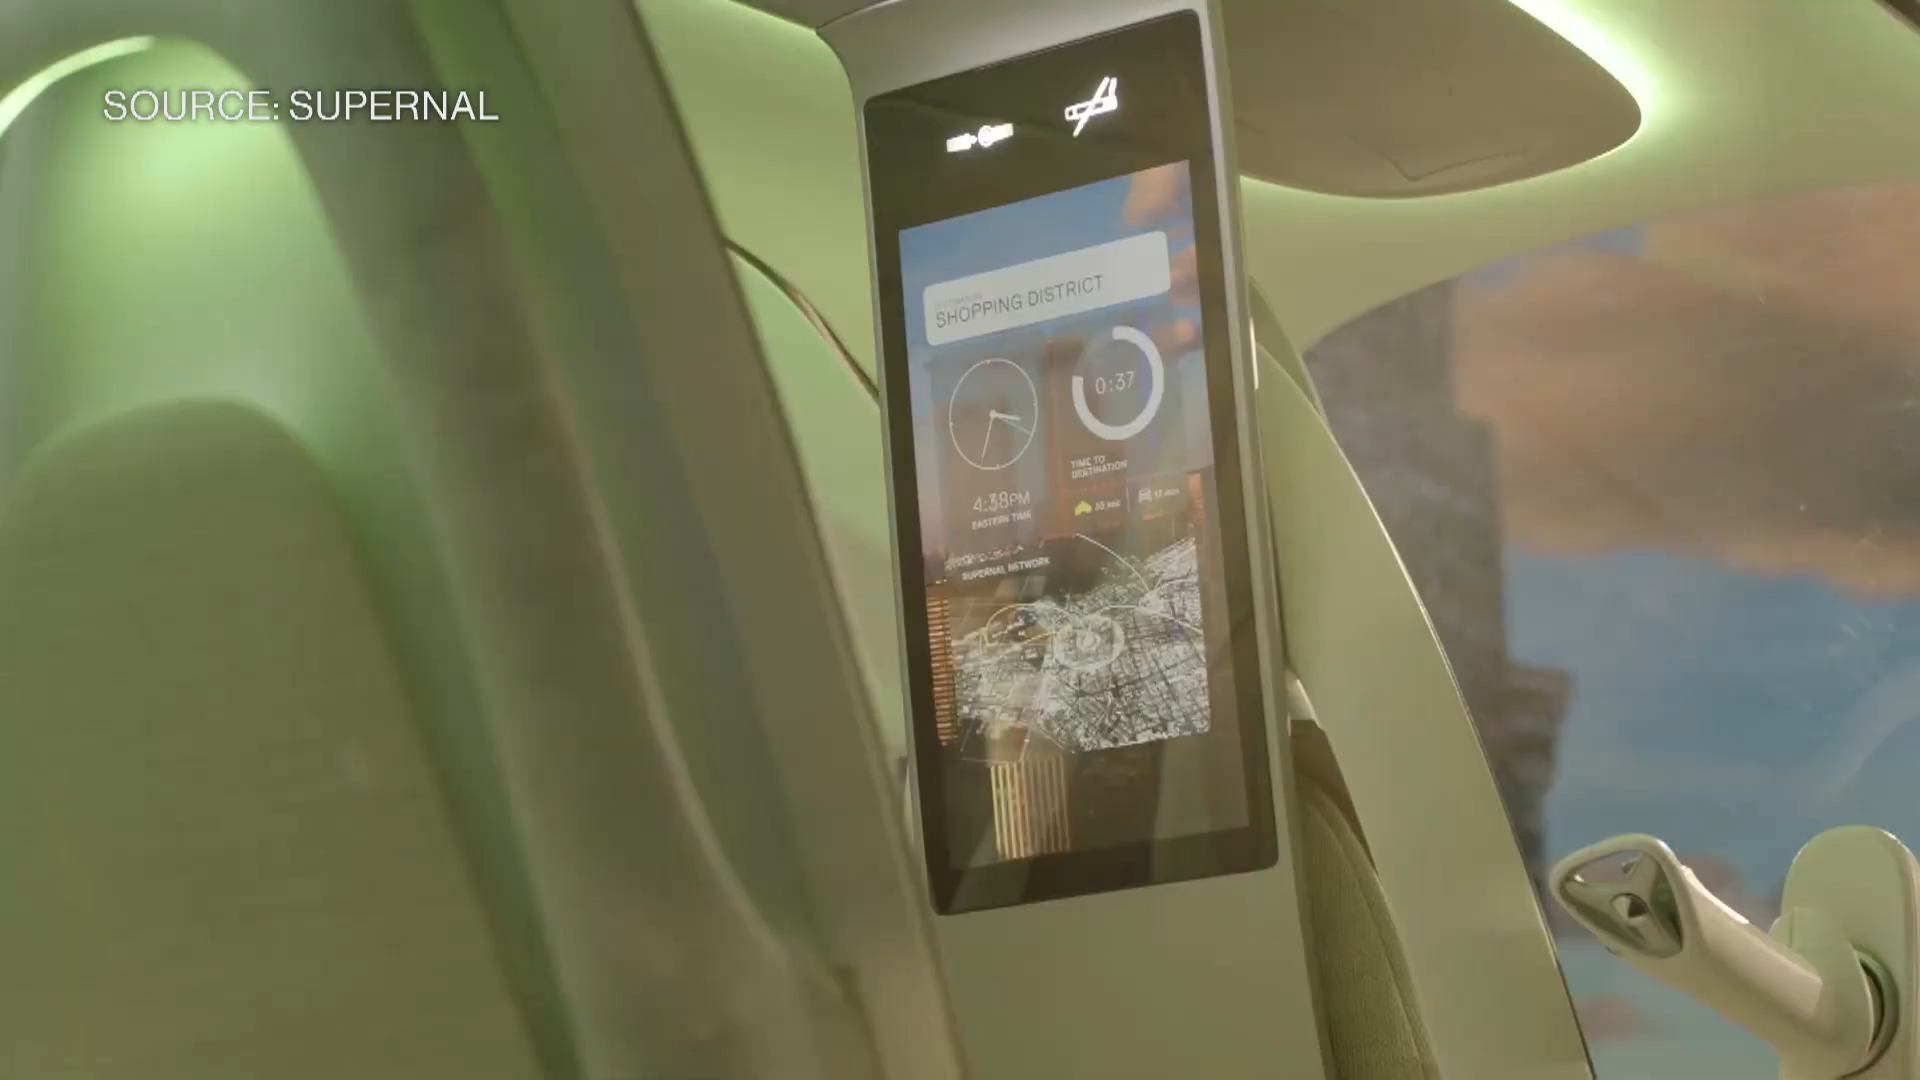 SOURCE: SUPERNAL
SHOPPING DISTRICT
0:37
TIME TO
DESTINATION
4:38PM
EASTERN TIME
SUPERNAL NETWORK